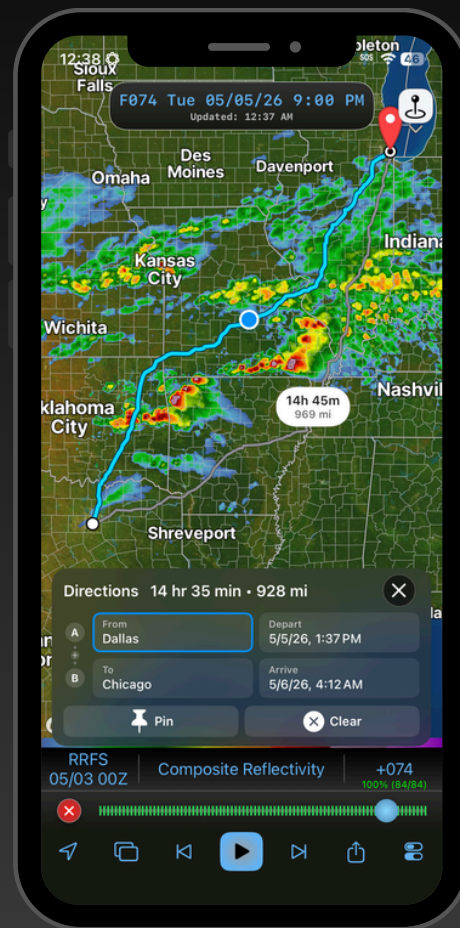 12:38
pleton
SOS
46
Sioux
Falls
F074 Tue 05/05/26 9:00 PM
Updated: 12:37 AM
Des
Moines
Davenport
Omaha
y
Indiana
Kansas
City
Wichita
14h 45m
969 mi
Nashvil
klahoma
City
Shreveport
Directions 14 hr 35 min • 928 mi
A
From
Dallas
Depart
5/5/26, 1:37 PM
B
To
Chicago
Arrive
5/6/26, 4:12 AM
Pin
Clear
RRFS
05/03 00Z
Composite Reflectivity
+074
100% (84/84)